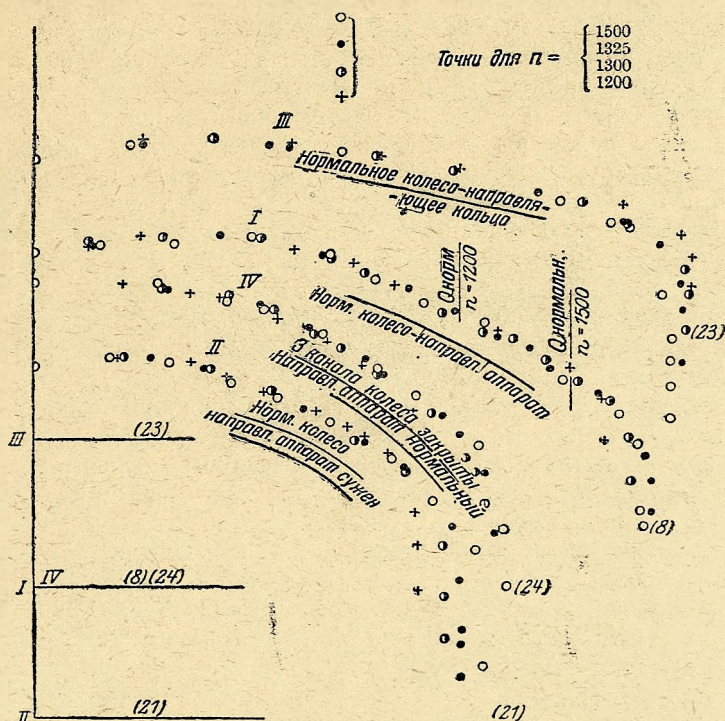 Точки для n =
1500
1325
1300
1200
III
Нормальное колесо-направля-
ющее кольцо
I
Qнорм
n=1200
Qнормальн.
n=1500
IV
Норм. колесо-направл. аппарат
(23)
II
3 канала колеса закрыты
Направл. аппарат нормальный
Норм. колесо
направл. аппарат сужен
III
(23)
(8)
I
IV
(8)(24)
(24)
II
(21)
(21)